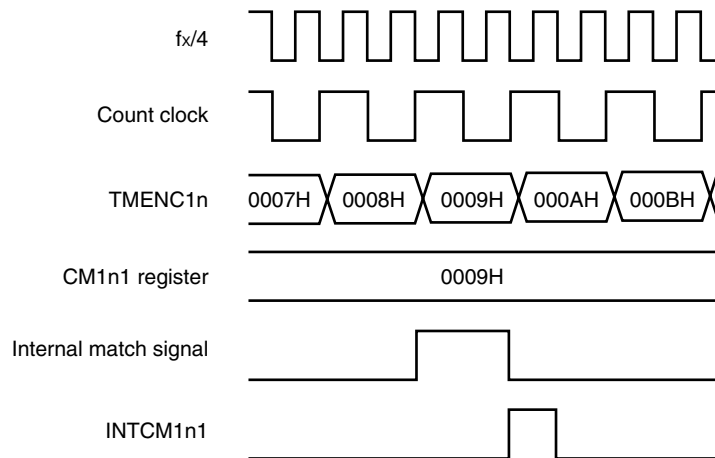 fx/4
Count clock
TMENC1n 0007H 0008H 0009H 000AH 000BH
CM1n1 register 0009H
Internal match signal
INTCM1n1